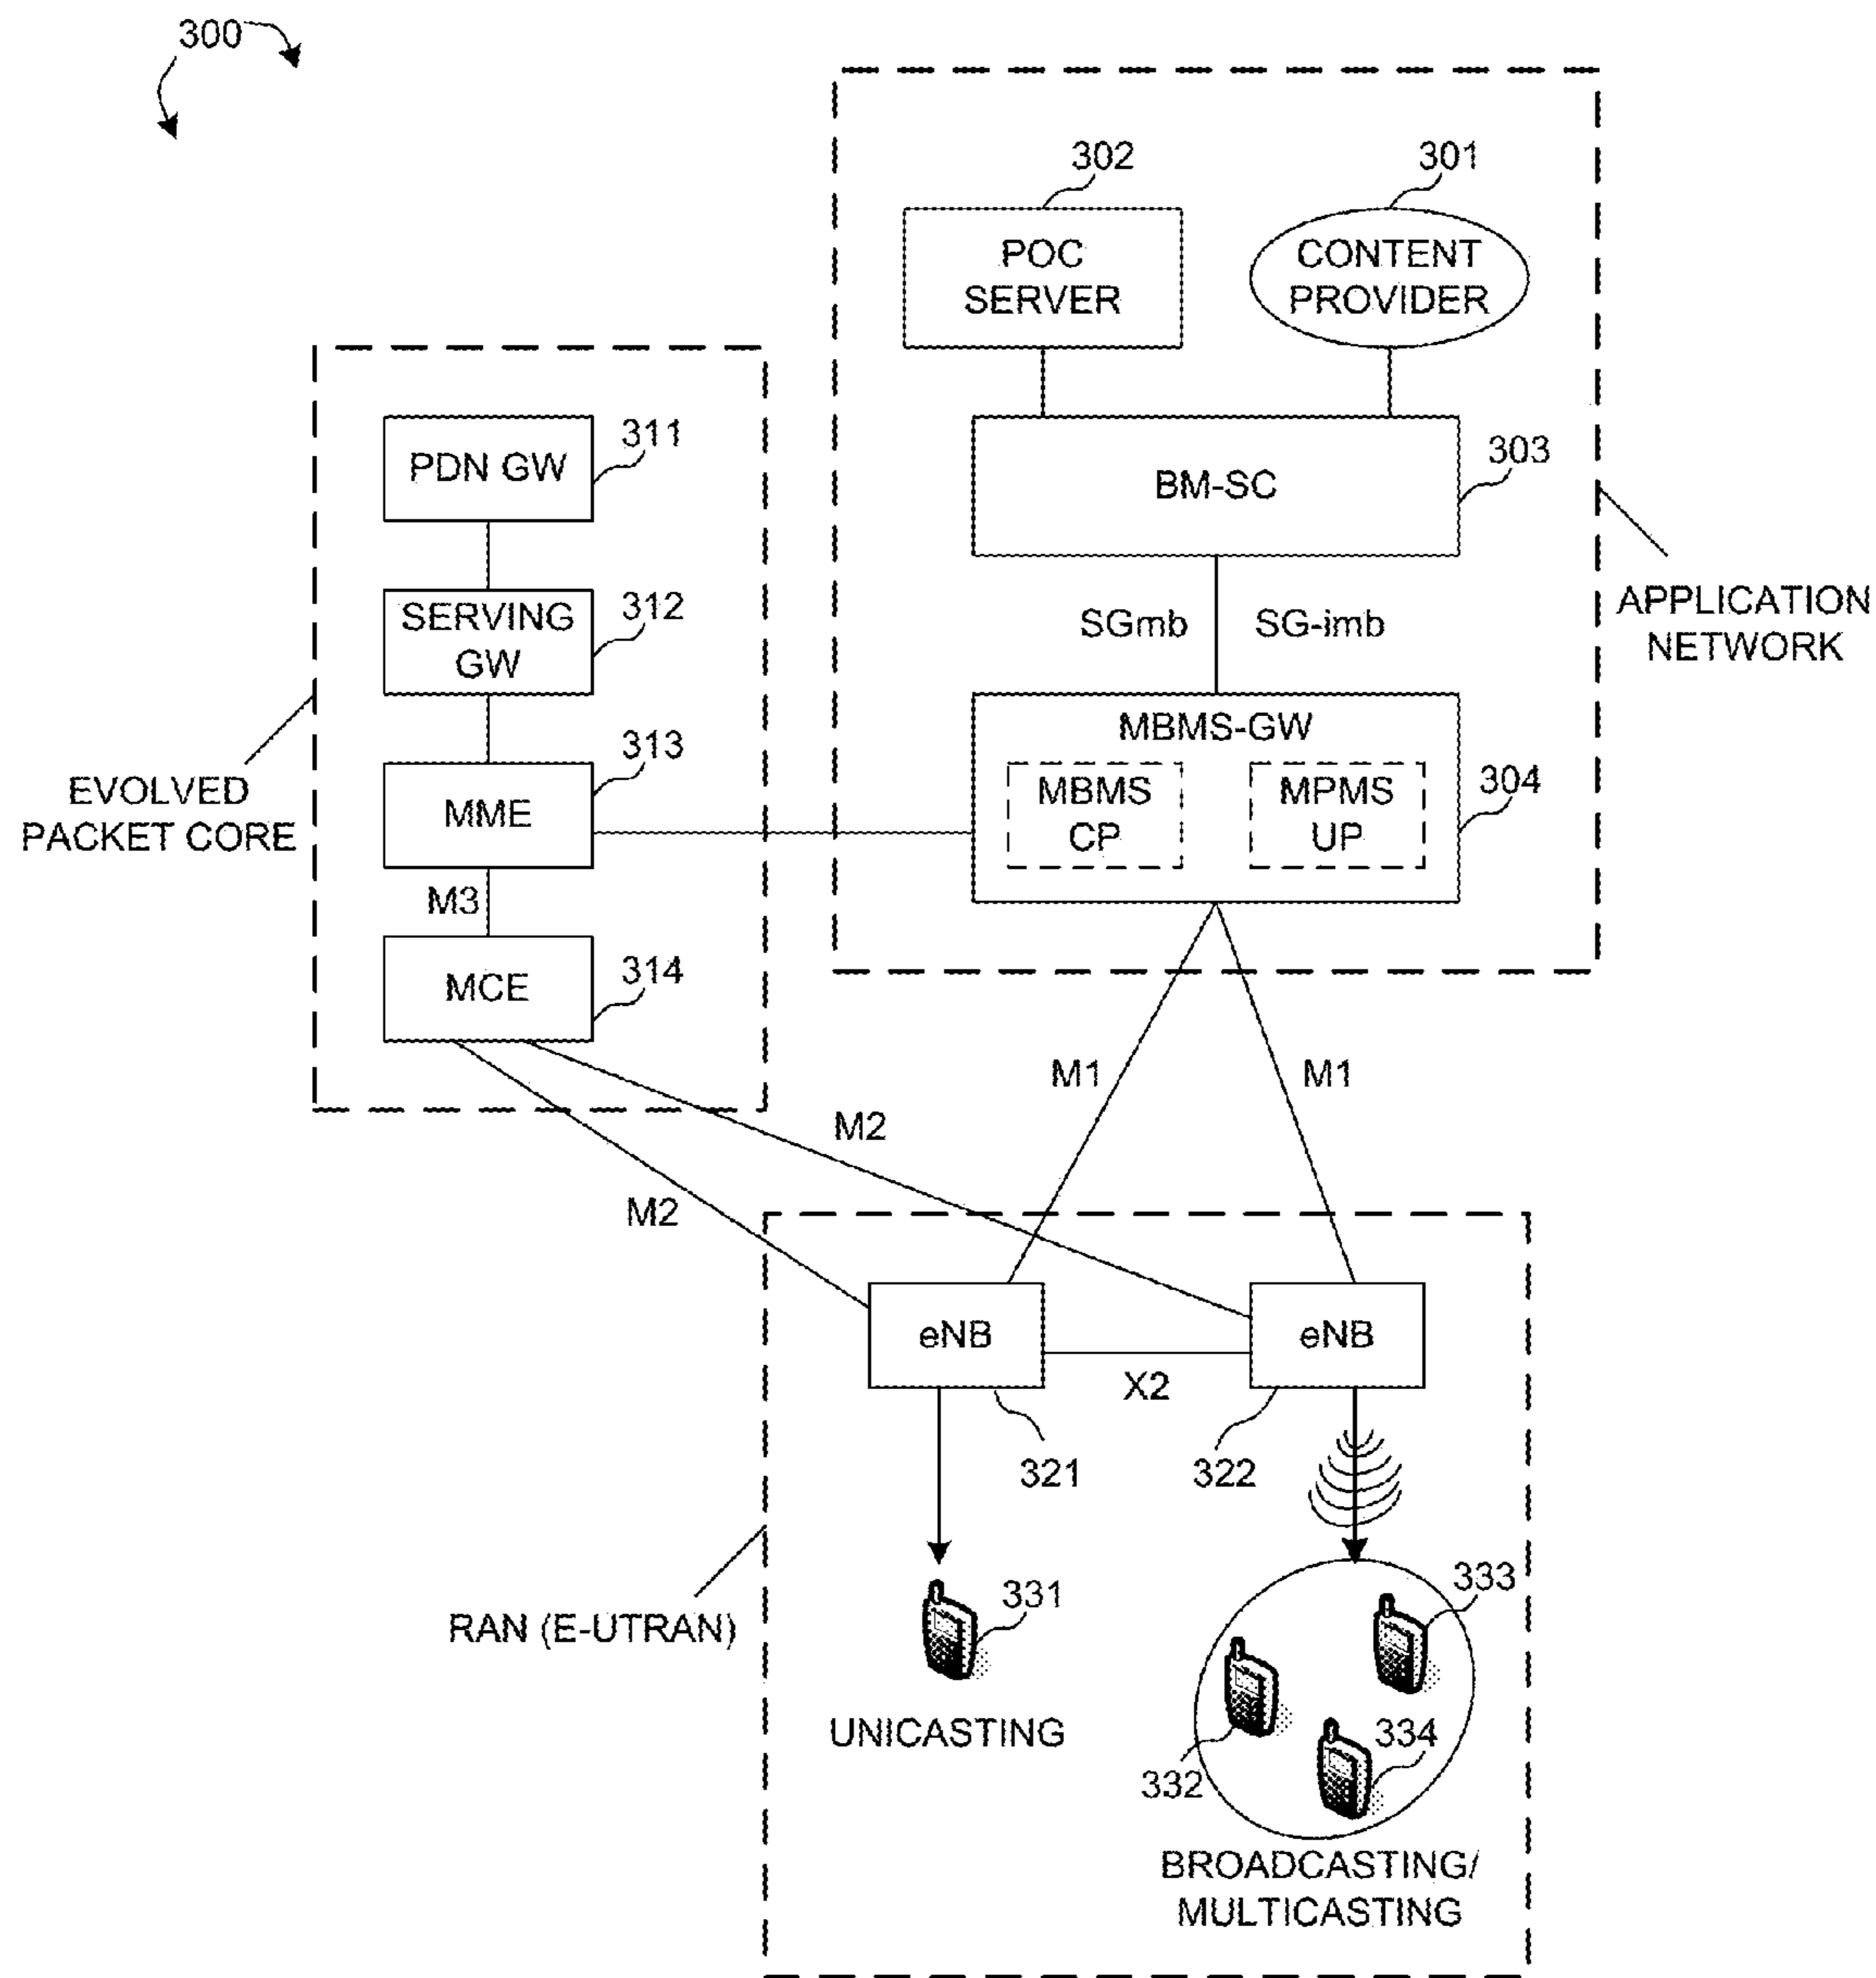 300
302
301
POC
SERVER
CONTENT
PROVIDER
PDN GW
311
BM-SC
303
SERVING
GW
312
SGmb
SG-imb
APPLICATION
NETWORK
MBMS-GW
MME
313
MBMS
CP
MPMS
UP
304
EVOLVED
PACKET CORE
M3
MCE
314
M1
M1
M2
M2
eNB
eNB
X2
321
322
RAN (E-UTRAN)
331
333
332
334
UNICASTING
BROADCASTING/
MULTICASTING